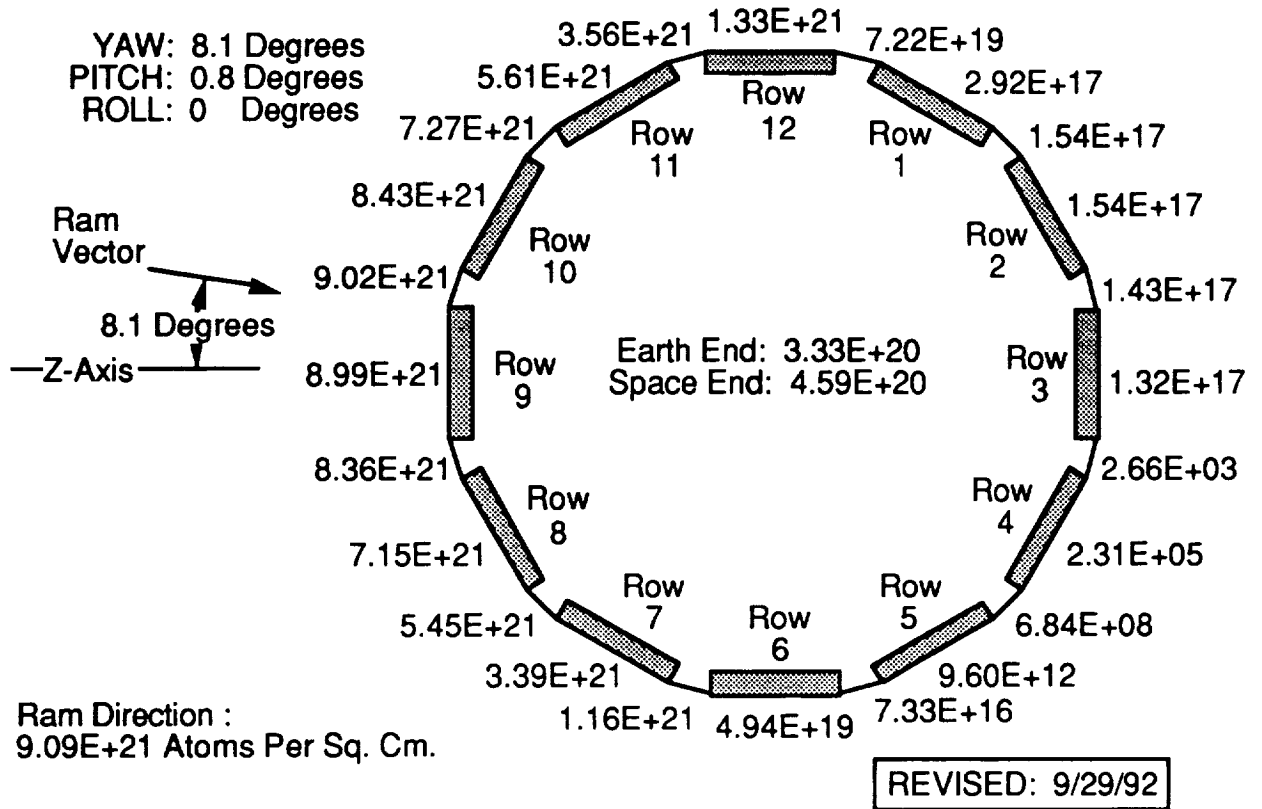 YAW: 8.1 Degrees
PITCH: 0.8 Degrees
ROLL: 0 Degrees
3.56E+21
1.33E+21
7.22E+19
5.61E+21
2.92E+17
7.27E+21
Row
11
Row
12
Row
1
1.54E+17
8.43E+21
Row
10
Row
2
1.54E+17
Ram
Vector
9.02E+21
1.43E+17
8.1 Degrees
Z-Axis
8.99E+21
Row
9
Earth End: 3.33E+20
Space End: 4.59E+20
Row
3
1.32E+17
8.36E+21
2.66E+03
Row
8
Row
4
7.15E+21
2.31E+05
Row
7
Row
6
Row
5
5.45E+21
6.84E+08
3.39E+21
9.60E+12
1.16E+21
4.94E+19
7.33E+16
Ram Direction :
9.09E+21 Atoms Per Sq. Cm.
REVISED: 9/29/92